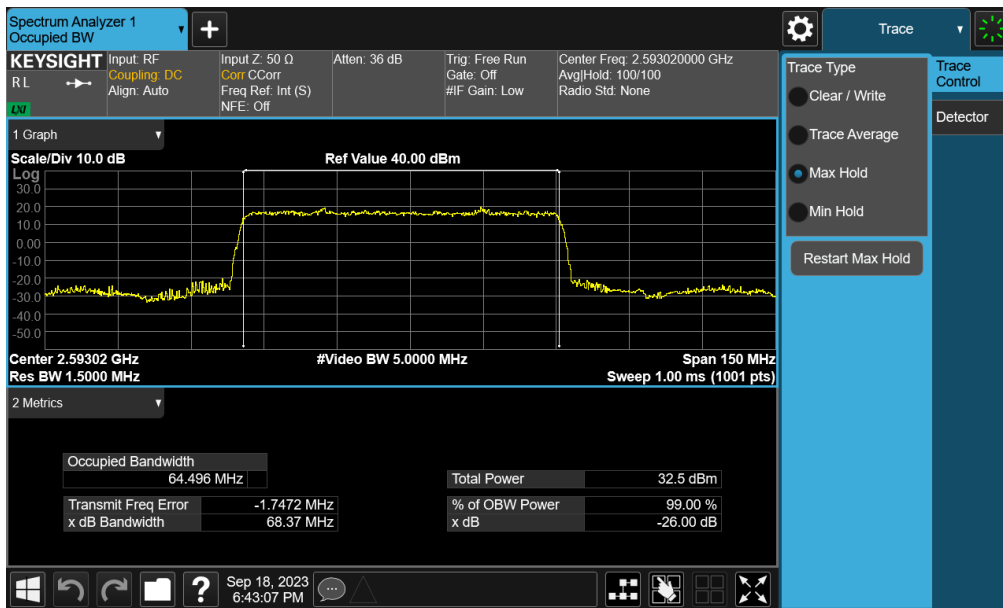 Spectrum Analyzer 1
Occupied BW
+
Trace
KEYSIGHT
R L
LXI
Input: RF
Coupling: DC
Align: Auto
Input Z: 50 Ω
Corr CCorr
Freq Ref: Int (S)
NFE: Off
Atten: 36 dB
Trig: Free Run
Gate: Off
#IF Gain: Low
Center Freq: 2.593020000 GHz
Avg|Hold: 100/100
Radio Std: None
Trace Type
Clear / Write
Trace Average
Max Hold
Min Hold
Restart Max Hold
Trace
Control
Detector
1 Graph
Scale/Div 10.0 dB
Ref Value 40.00 dBm
Log
30.0
20.0
10.0
0.00
-10.0
-20.0
-30.0
-40.0
-50.0
Center 2.59302 GHz
#Video BW 5.0000 MHz
Span 150 MHz
Res BW 1.5000 MHz
Sweep 1.00 ms (1001 pts)
2 Metrics
Occupied Bandwidth
64.496 MHz
Total Power 32.5 dBm
Transmit Freq Error -1.7472 MHz
% of OBW Power 99.00 %
x dB Bandwidth 68.37 MHz
x dB -26.00 dB
?
Sep 18, 2023
6:43:07 PM